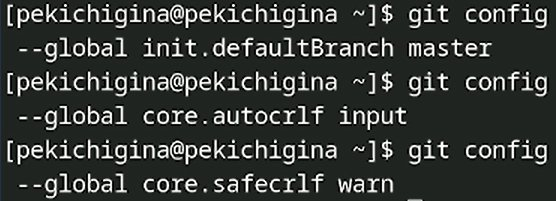 [pekichigina@pekichigina ~]$ git config
 --global init.defaultBranch master
[pekichigina@pekichigina ~]$ git config
 --global core.autocrlf input
[pekichigina@pekichigina ~]$ git config
 --global core.safecrlf warn